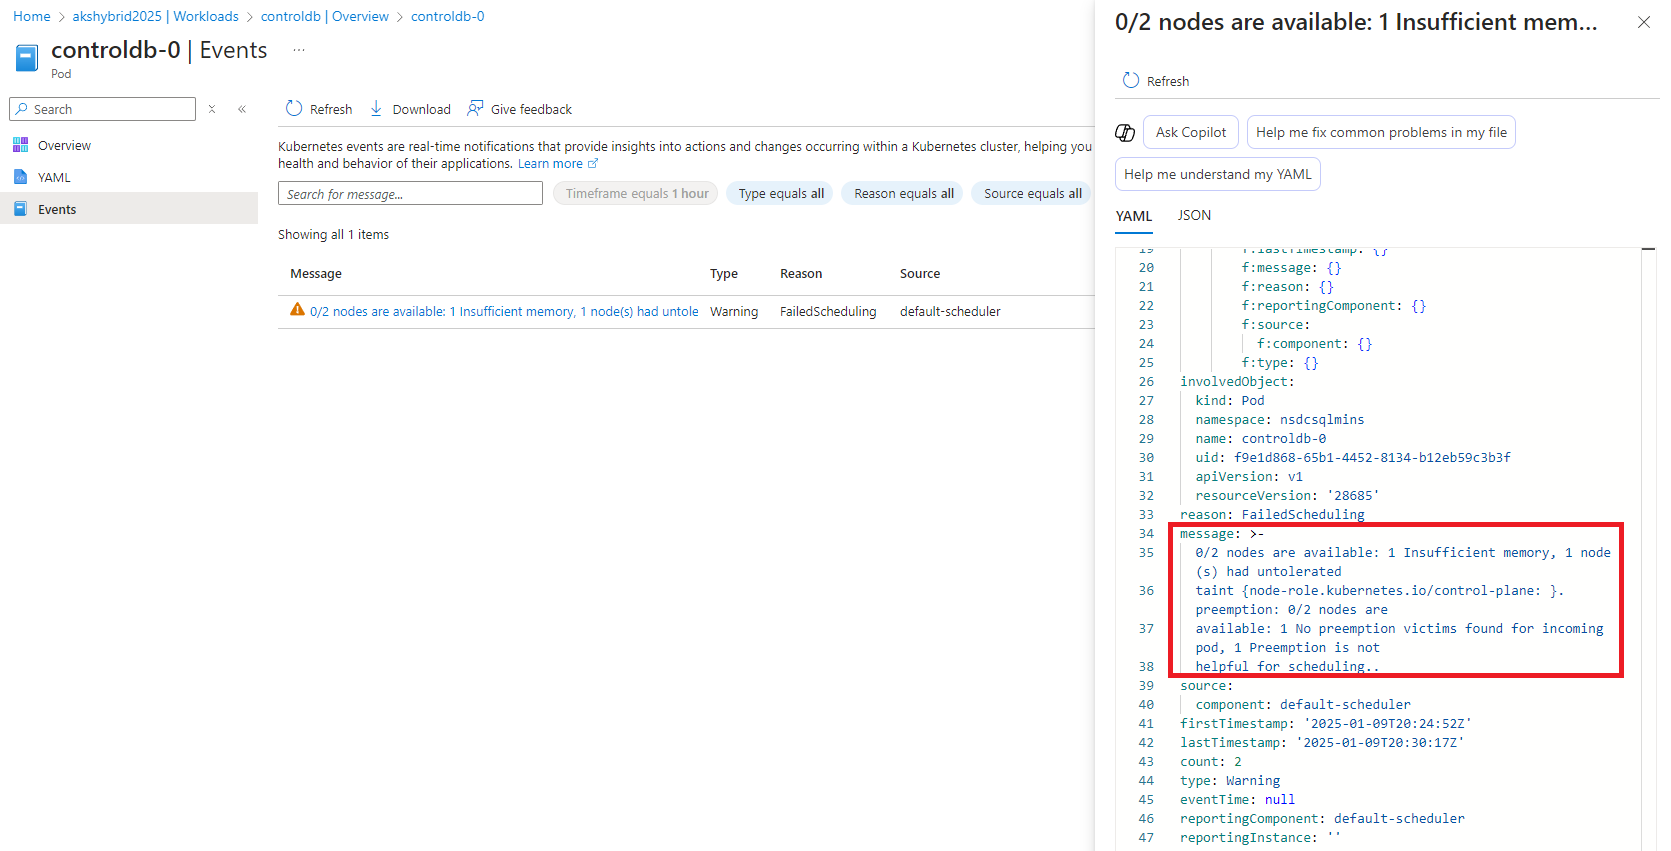 Home > akshybrid2025 | Workloads > controldb | Overview > controldb-0
controldb-0 | Events ...
Pod
Search
Overview
YAML
Events
Refresh Download Give feedback
Kubernetes events are real-time notifications that provide insights into actions and changes occurring within a Kubernetes cluster, helping you
health and behavior of their applications. Learn more
Search for message... Timeframe equals 1 hour Type equals all Reason equals all Source equals all
Showing all 1 items
Message Type Reason Source
0/2 nodes are available: 1 Insufficient memory, 1 node(s) had untole Warning FailedScheduling default-scheduler
0/2 nodes are available: 1 Insufficient mem...
Refresh
Ask Copilot Help me fix common problems in my file
Help me understand my YAML
YAML JSON
19 f:lastTimestamp: {}
20 f:message: {}
21 f:reason: {}
22 f:reportingComponent: {}
23 f:source:
24 f:component: {}
25 f:type: {}
26 involvedObject:
27 kind: Pod
28 namespace: nsdcsqlmins
29 name: controldb-0
30 uid: f9e1d868-65b1-4452-8134-b12eb59c3b3f
31 apiVersion: v1
32 resourceVersion: '28685'
33 reason: FailedScheduling
34 message: >-
35 0/2 nodes are available: 1 Insufficient memory, 1 node
(s) had untolerated
36 taint {node-role.kubernetes.io/control-plane: }.
preemption: 0/2 nodes are
37 available: 1 No preemption victims found for incoming
pod, 1 Preemption is not
38 helpful for scheduling..
39 source:
40 component: default-scheduler
41 firstTimestamp: '2025-01-09T20:24:52Z'
42 lastTimestamp: '2025-01-09T20:30:17Z'
43 count: 2
44 type: Warning
45 eventTime: null
46 reportingComponent: default-scheduler
47 reportingInstance: ''